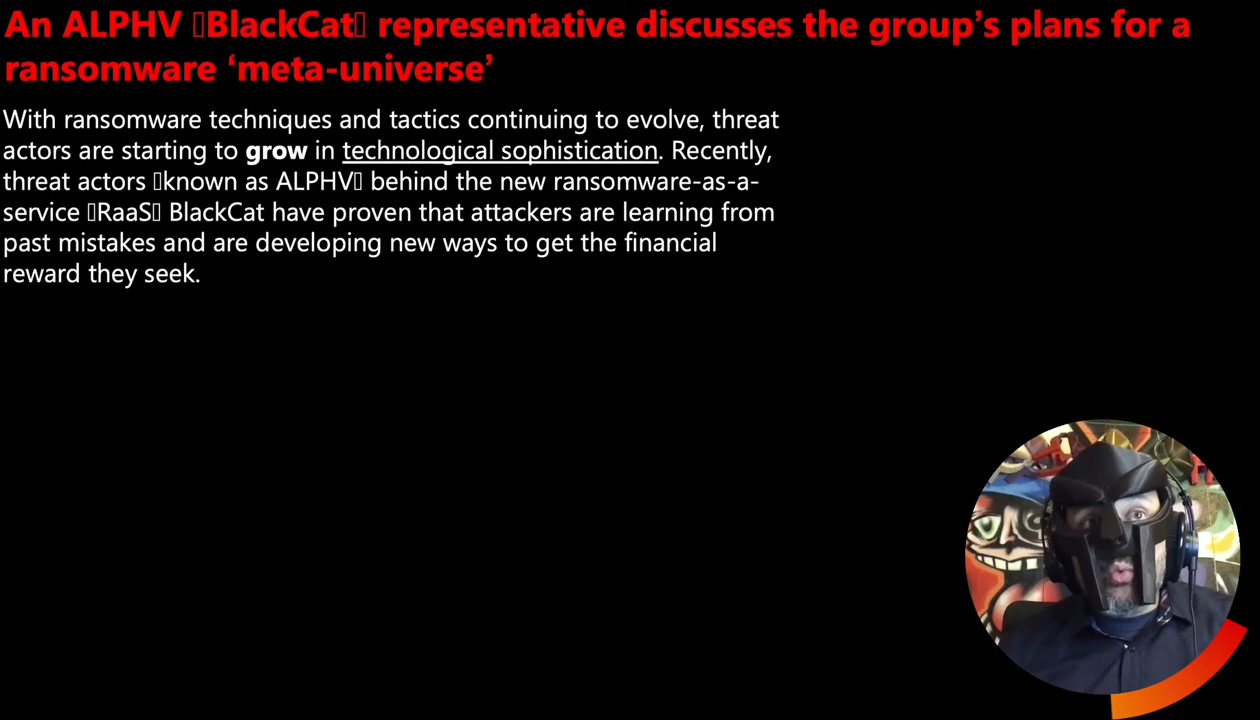 An ALPHV ▯BlackCat▯ representative discusses the group’s plans for a
ransomware ‘meta-universe’
With ransomware techniques and tactics continuing to evolve, threat
actors are starting to grow in technological sophistication. Recently,
threat actors ▯known as ALPHV▯ behind the new ransomware-as-a-
service ▯RaaS▯ BlackCat have proven that attackers are learning from
past mistakes and are developing new ways to get the financial
reward they seek.